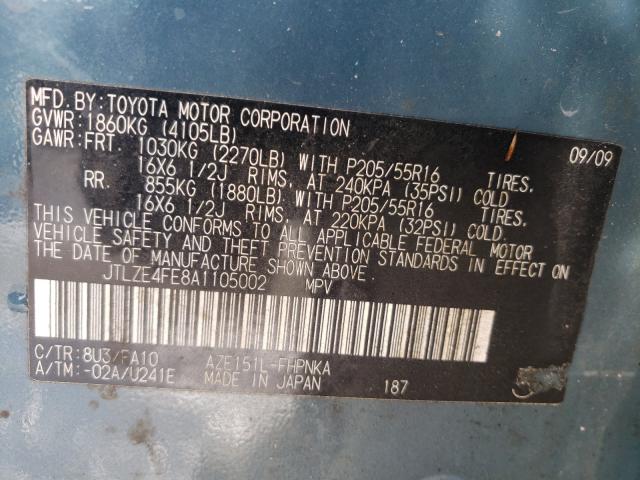 MFD. BY: TOYOTA MOTOR CORPORATION 09/09
GVWR: 1860KG (4105LB)
GAWR: FRT. 1030KG (2270LB) WITH P205/55R16 TIRES.
16X6 1/2J RIMS, AT 240KPA (35PSI) COLD
RR. 855KG (1880LB) WITH P205/55R16 TIRES.
16X6 1/2J RIMS, AT 220KPA (32PSI) COLD.
THIS VEHICLE CONFORMS TO ALL APPLICABLE FEDERAL MOTOR
VEHICLE SAFETY AND THEFT PREVENTION STANDARDS IN EFFECT ON
THE DATE OF MANUFACTURE SHOWN ABOVE.
JTLZE4FE8A1105002 MPV
C/TR: 8U3/FA10 AZE151L-FHPNKA
A/TM: -02A/U241E MADE IN JAPAN 187